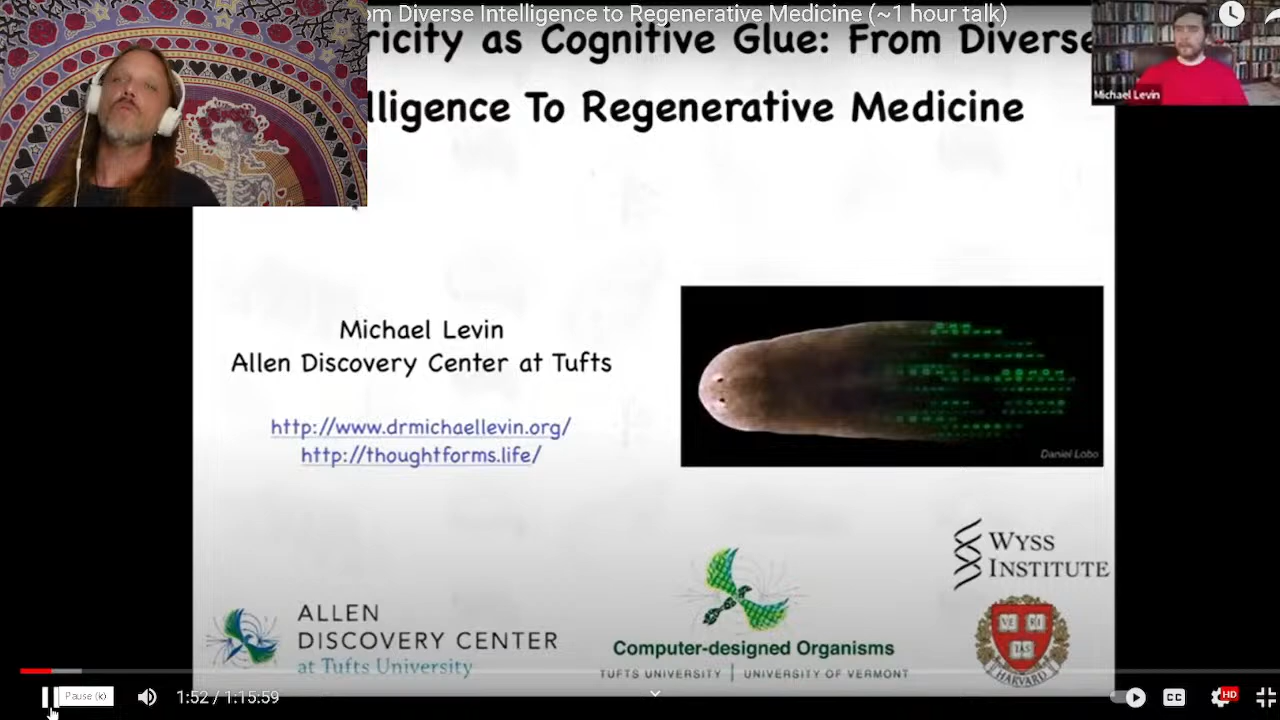 om Diverse Intelligence to Regenerative Medicine (~1 hour talk)
ricity as Cognitive Glue: From Diverse
lligence To Regenerative Medicine
Michael Levin
Michael Levin
Allen Discovery Center at Tufts
http://www.drmichaellevin.org/
http://thoughtforms.life/
Daniel Lobo
WYSS
INSTITUTE
ALLEN
DISCOVERY CENTER
at Tufts University
Computer-designed Organisms
TUFTS UNIVERSITY | UNIVERSITY OF VERMONT
VE RI
TAS
HARVARD
Pause (k)
1:52 / 1:15:59
CC
HD